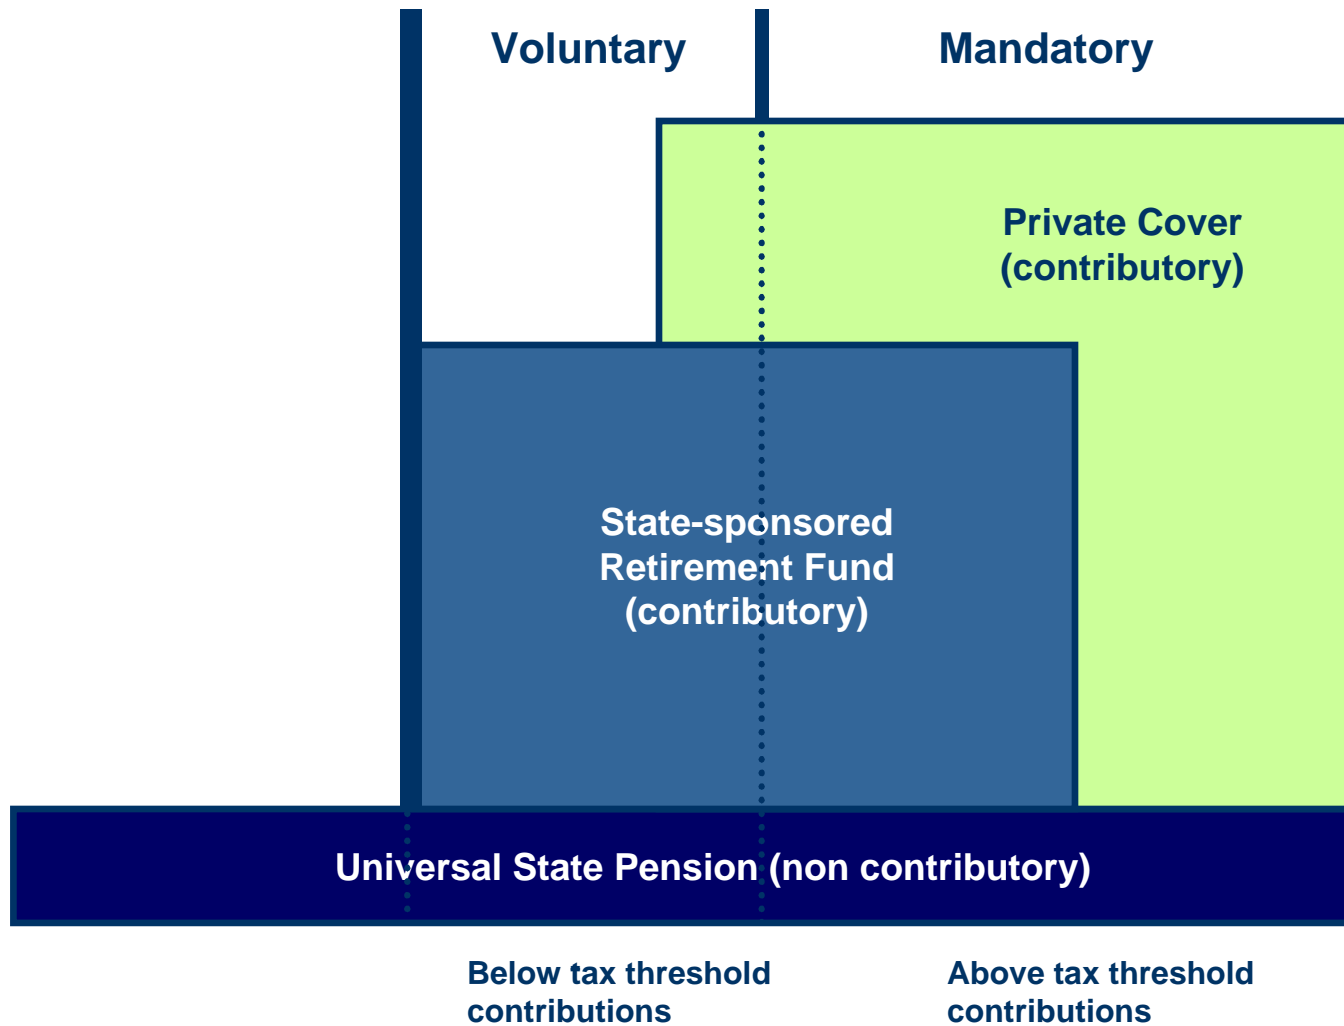 Voluntary
Mandatory
Private Cover
(contributory)
State-sponsored
Retirement Fund
(contributory)
Universal State Pension (non contributory)
Below tax threshold
contributions
Above tax threshold
contributions